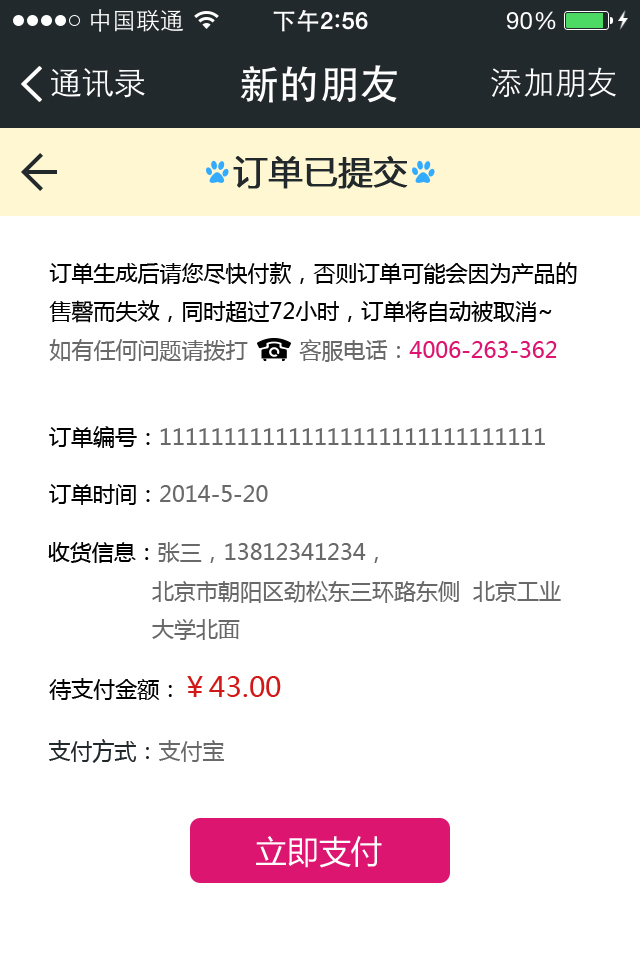 中国联通 下午2:56 90%
通讯录 新的朋友 添加朋友
订单已提交
订单生成后请您尽快付款，否则订单可能会因为产品的
售罄而失效，同时超过72小时，订单将自动被取消~
如有任何问题请拨打 客服电话：4006-263-362
订单编号：111111111111111111111111111111
订单时间：2014-5-20
收货信息：张三，13812341234，
北京市朝阳区劲松东三环路东侧 北京工业
大学北面
待支付金额：￥43.00
支付方式：支付宝
立即支付